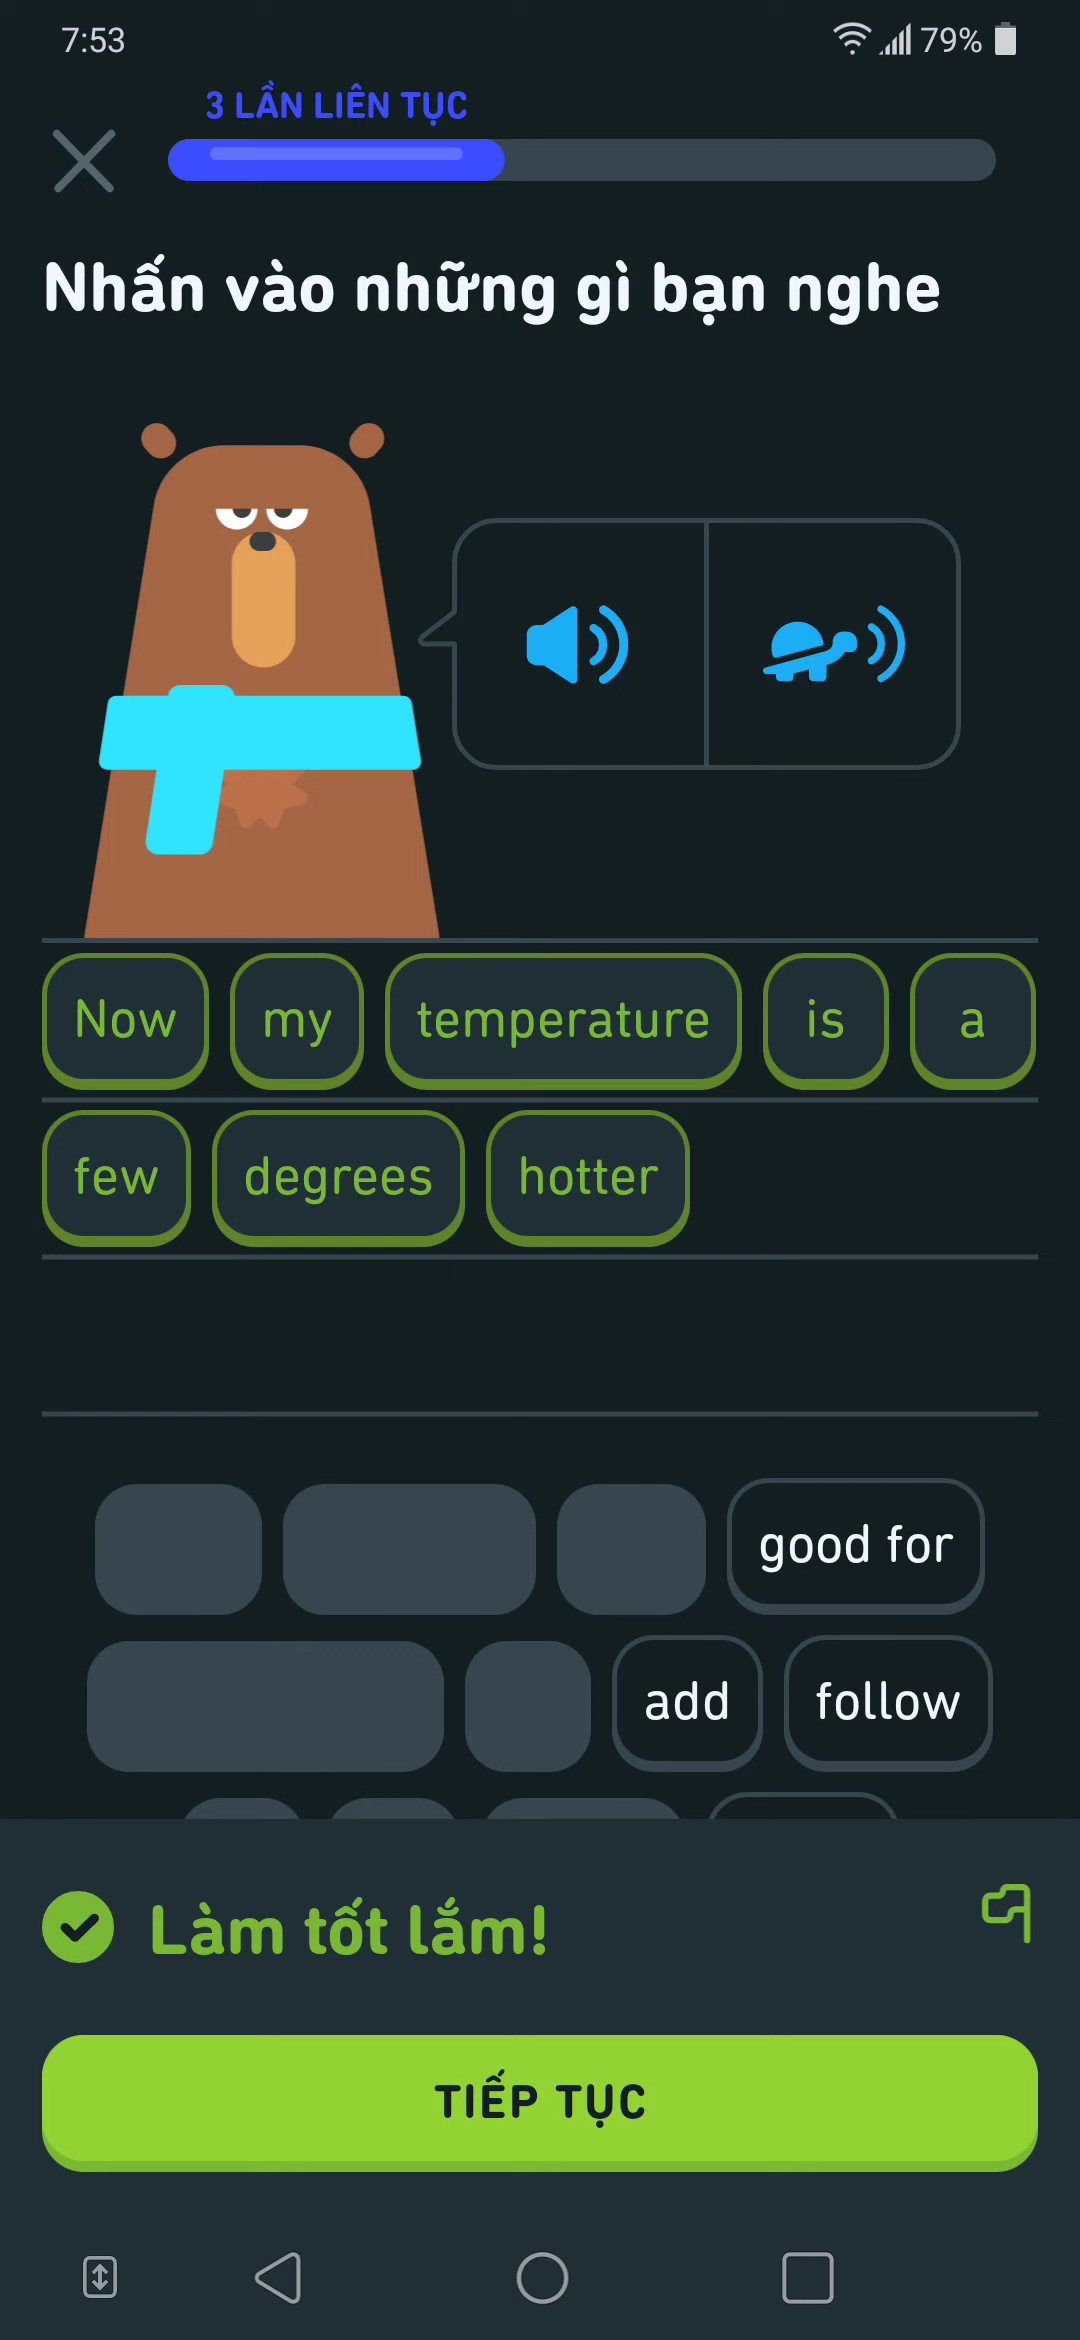 7:53 79%
3 LẦN LIÊN TỤC
Nhấn vào những gì bạn nghe
Now my temperature is a
few degrees hotter
good for
add follow
Làm tốt lắm!
TIẾP TỤC